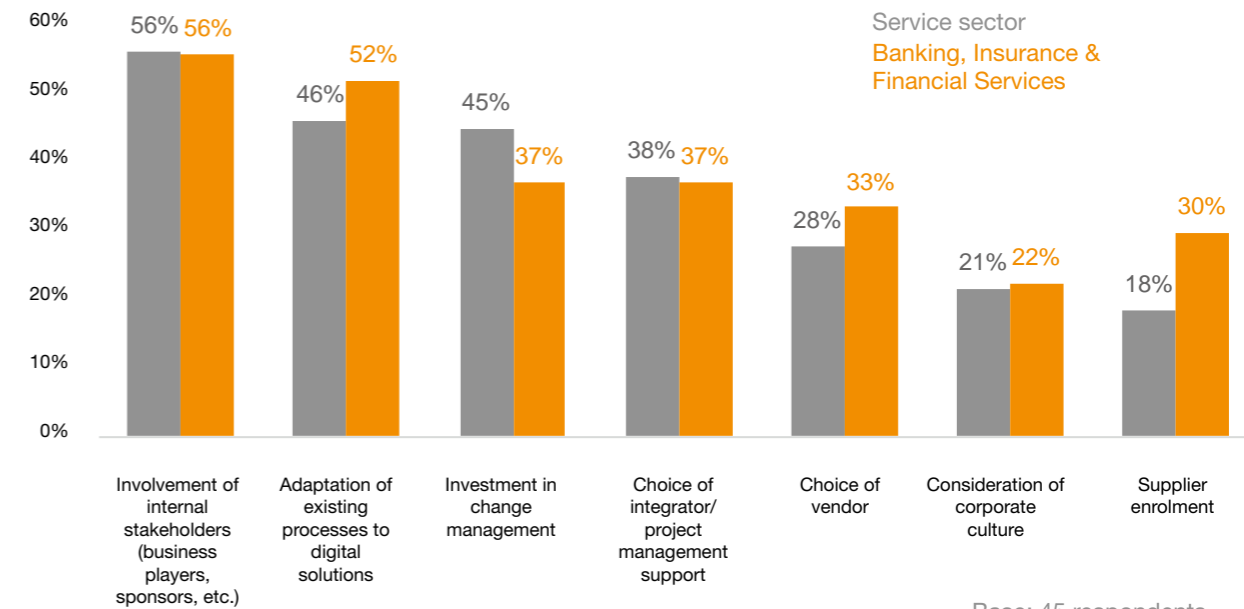 60%
50%
40%
30%
20%
10%
0%
Service sector
Banking, Insurance &
Financial Services
56% 56%
46% 52%
45% 37%
38% 37%
28% 33%
21% 22%
18% 30%
Involvement of
internal
stakeholders
(business
players,
sponsors, etc.)
Adaptation of
existing
processes to
digital
solutions
Investment in
change
management
Choice of
integrator/
project
management
support
Choice of
vendor
Consideration of
corporate
culture
Supplier
enrolment
Base: 45 respondents